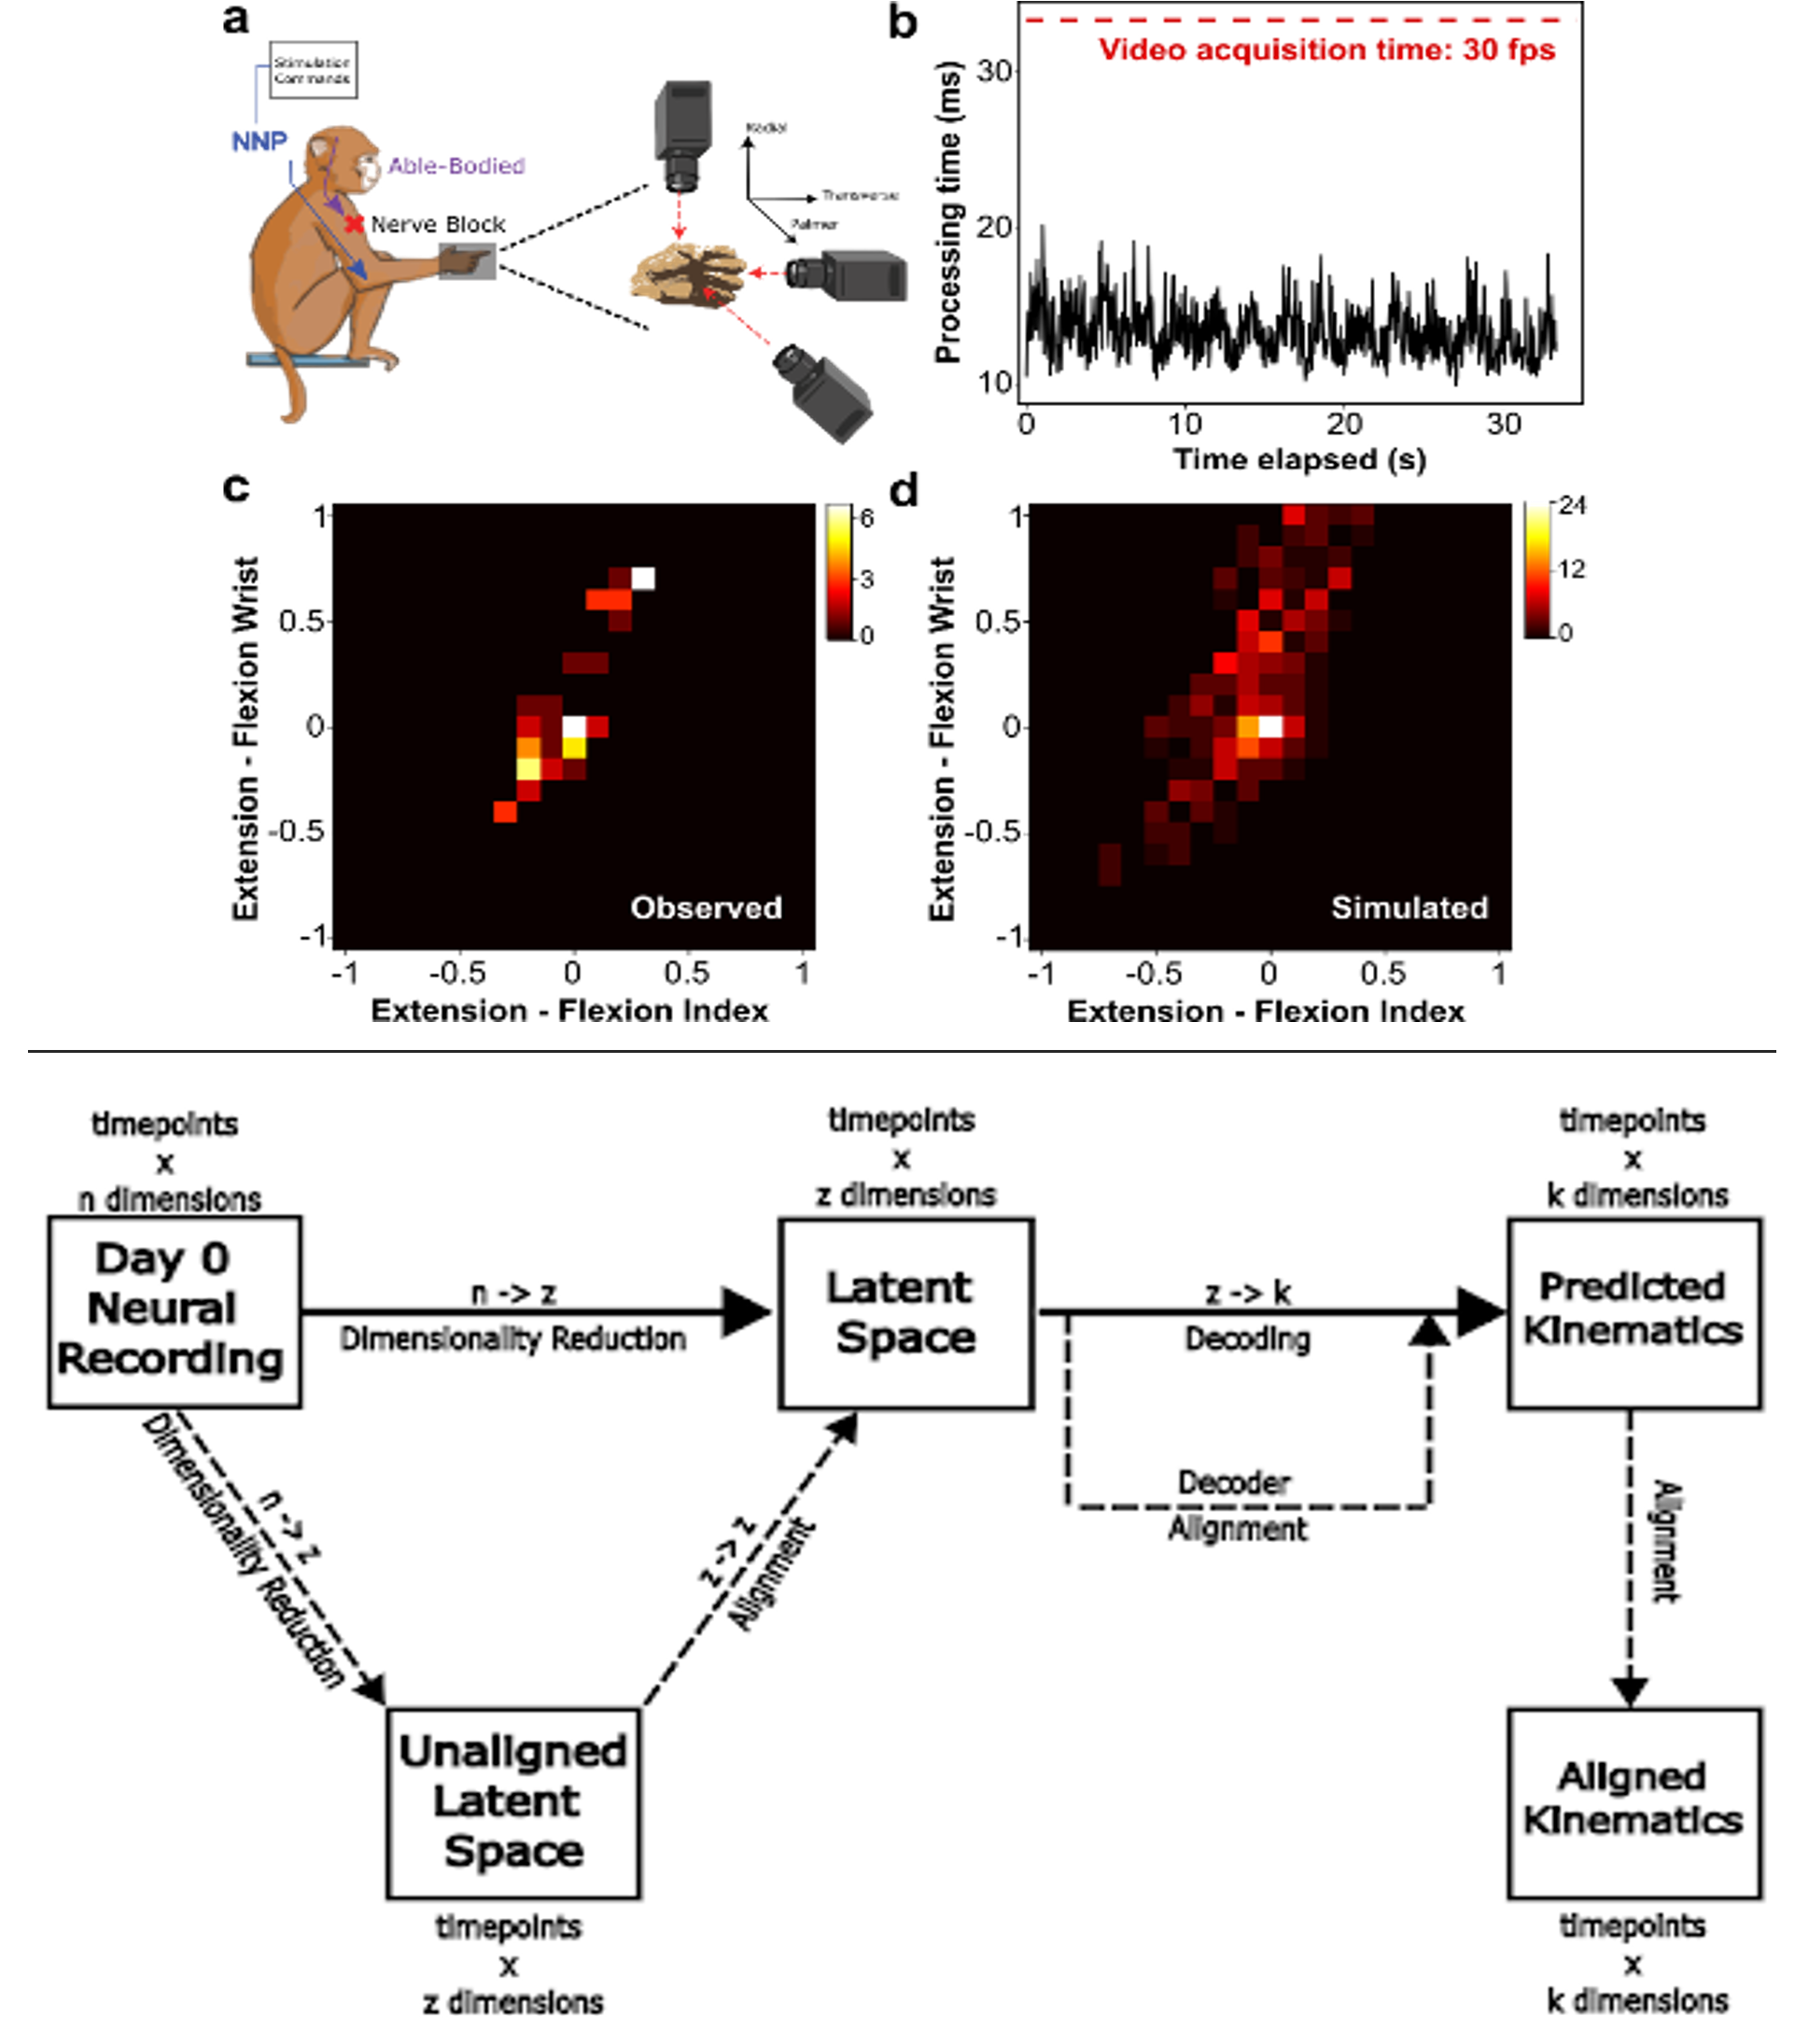 a
Stimulation
Commands
NNP
Able-Bodied
Nerve Block
Radial
Transverse
Palmer
b
Video acquisition time: 30 fps
Processing time (ms)
30
20
10
0
10
20
30
Time elapsed (s)
c
Extension - Flexion Wrist
1
0.5
0
-0.5
-1
Observed
-1
-0.5
0
0.5
1
Extension - Flexion Index
6
3
0
d
Extension - Flexion Wrist
1
0.5
0
-0.5
-1
Simulated
-1
-0.5
0
0.5
1
Extension - Flexion Index
24
12
0
timepoints
x
n dimensions
Day 0
Neural
Recording
n -> z
Dimensionality Reduction
timepoints
x
z dimensions
Latent
Space
z -> k
Decoding
timepoints
x
k dimensions
Predicted
Kinematics
n -> z
Dimensionality Reduction
z -> z
Alignment
Decoder
Alignment
Alignment
Unaligned
Latent
Space
timepoints
x
z dimensions
Aligned
Kinematics
timepoints
x
k dimensions